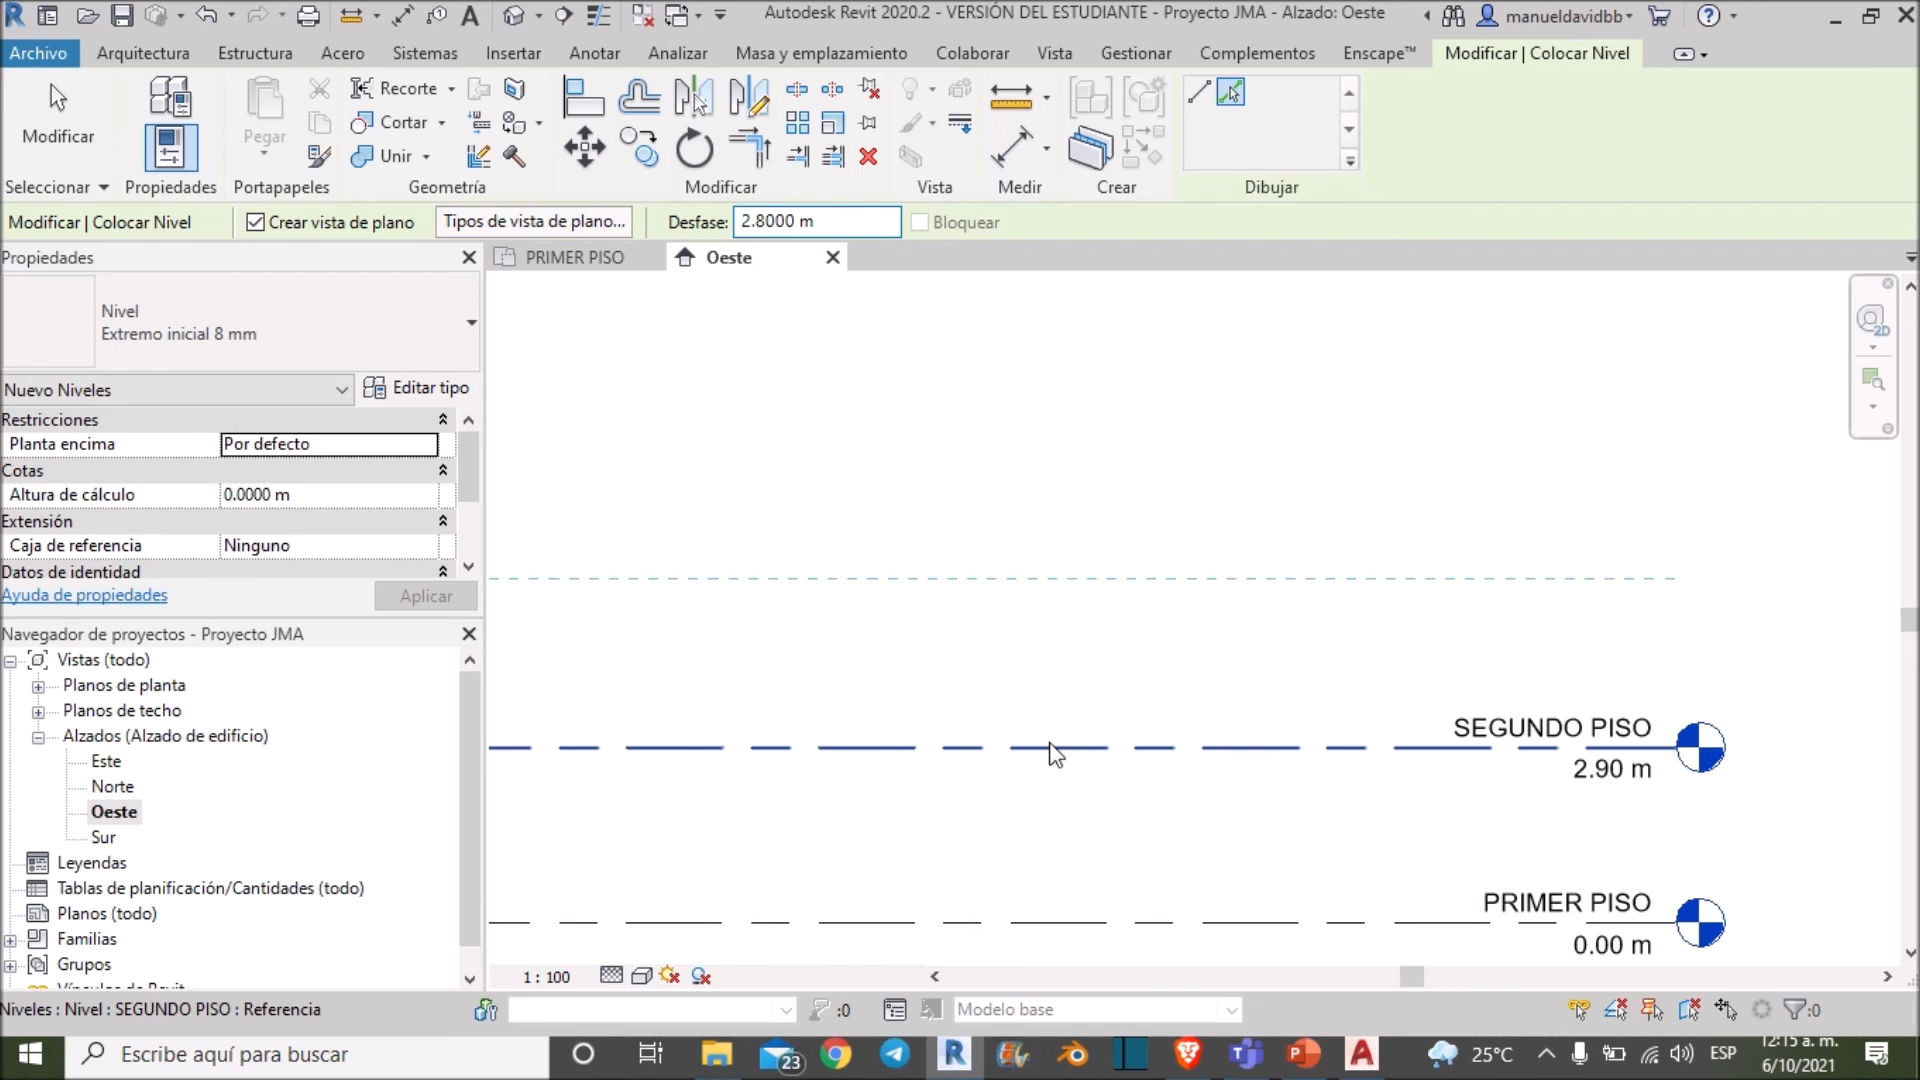 Autodesk Revit 2020.2 - VERSIÓN DEL ESTUDIANTE - Proyecto JMA - Alzado: Oeste
manueldavidbb
Archivo Arquitectura Estructura Acero Sistemas Insertar Anotar Analizar Masa y emplazamiento Colaborar Vista Gestionar Complementos Enscape™ Modificar | Colocar Nivel
Modificar
Pegar
Recorte
Cortar
Unir
Seleccionar Propiedades Portapapeles Geometría Modificar Vista Medir Crear Dibujar
Modificar | Colocar Nivel Crear vista de plano Tipos de vista de plano... Desfase: 2.8000 m Bloquear
Propiedades
PRIMER PISO Oeste
Nivel
Extremo inicial 8 mm
Nuevo Niveles Editar tipo
Restricciones
Planta encima Por defecto
Cotas
Altura de cálculo 0.0000 m
Extensión
Caja de referencia Ninguno
Datos de identidad
Ayuda de propiedades Aplicar
Navegador de proyectos - Proyecto JMA
Vistas (todo)
Planos de planta
Planos de techo
Alzados (Alzado de edificio)
Este
Norte
Oeste
Sur
Leyendas
Tablas de planificación/Cantidades (todo)
Planos (todo)
Familias
Grupos
Vínculos de Revit
2D
SEGUNDO PISO
2.90 m
PRIMER PISO
0.00 m
1 : 100
Niveles : Nivel : SEGUNDO PISO : Referencia
:0
Modelo base
:0
Escribe aquí para buscar
23
25°C
ESP
12:15 a. m.
6/10/2021